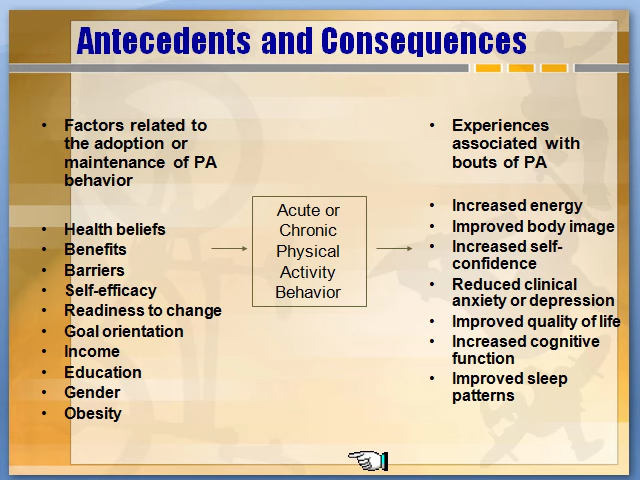 Antecedents and Consequences
• Factors related to
the adoption or
maintenance of PA
behavior
• Health beliefs
• Benefits
• Barriers
• Self-efficacy
• Readiness to change
• Goal orientation
• Income
• Education
• Gender
• Obesity
Acute or
Chronic
Physical
Activity
Behavior
• Experiences
associated with
bouts of PA
• Increased energy
• Improved body image
• Increased self-
confidence
• Reduced clinical
anxiety or depression
• Improved quality of life
• Increased cognitive
function
• Improved sleep
patterns